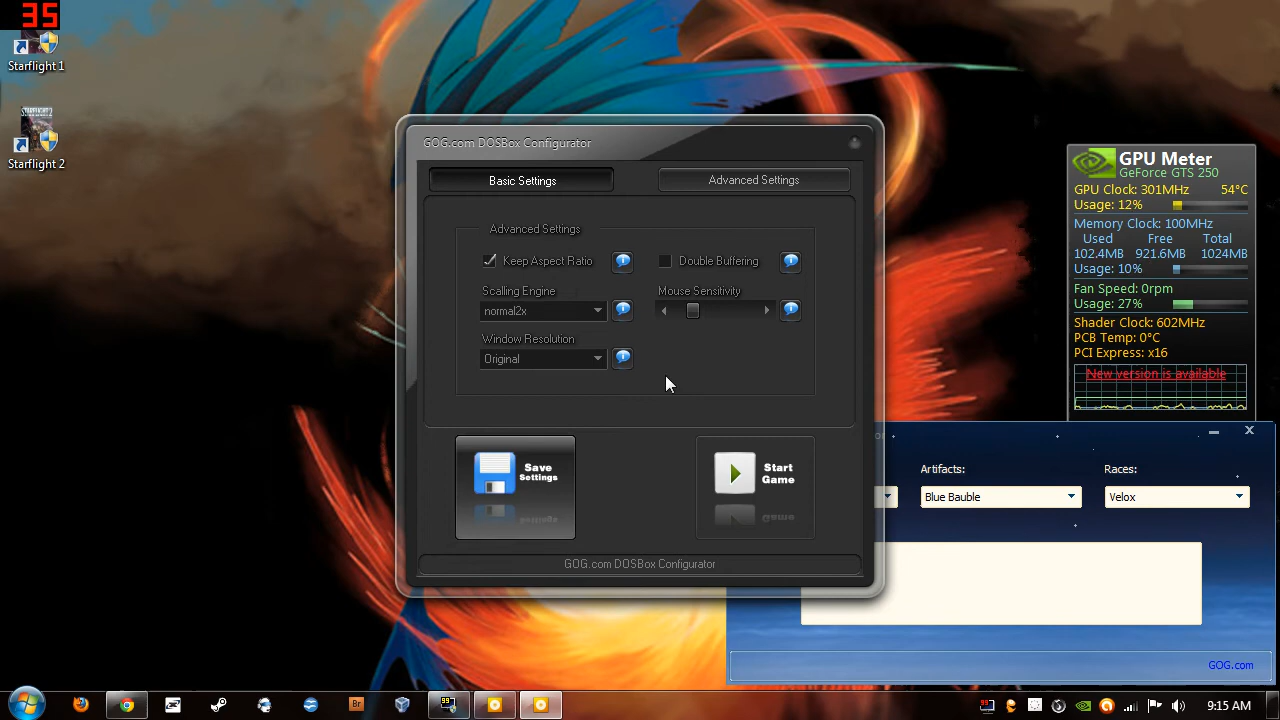 35
Starflight 1
STARFLIGHT 2
Starflight 2
GOG.com DOSBox Configurator
Basic Settings
Advanced Settings
Advanced Settings
Keep Aspect Ratio
Double Buffering
Scalling Engine
Mouse Sensitivity
normal2x
Window Resolution
Original
Save Settings
Start Game
GOG.com DOSBox Configurator
GPU Meter
GeForce GTS 250
GPU Clock: 301MHz 54°C
Usage: 12%
Memory Clock: 100MHz
Used Free Total
102.4MB 921.6MB 1024MB
Usage: 10%
Fan Speed: 0rpm
Usage: 27%
Shader Clock: 602MHz
PCB Temp: 0°C
PCI Express: x16
New version is available
Artifacts: Races:
Blue Bauble Velox
GOG.com
Br
99
9:15 AM